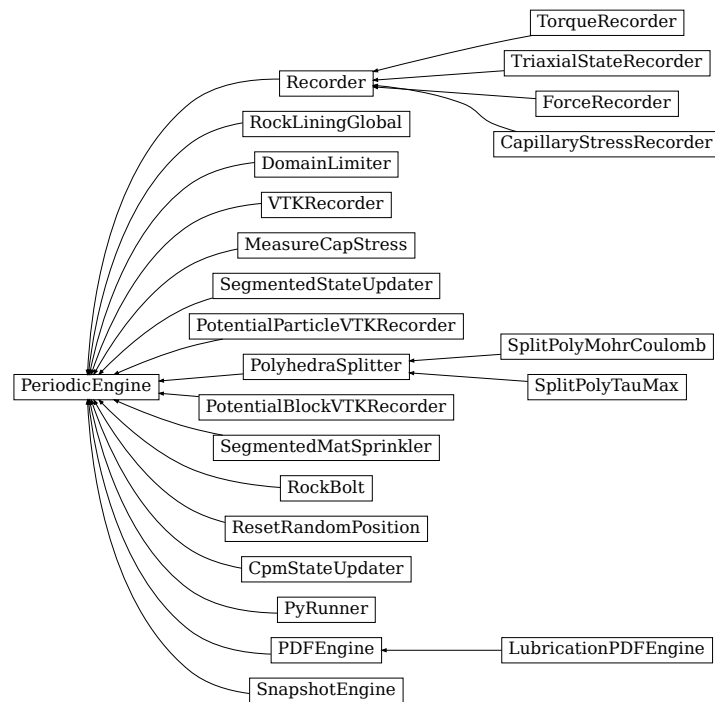 TorqueRecorder
TriaxialStateRecorder
Recorder
ForceRecorder
RockLiningGlobal
CapillaryStressRecorder
DomainLimiter
VTKRecorder
MeasureCapStress
SegmentedStateUpdater
PotentialParticleVTKRecorder
SplitPolyMohrCoulomb
PolyhedraSplitter
PeriodicEngine
SplitPolyTauMax
PotentialBlockVTKRecorder
SegmentedMatSprinkler
RockBolt
ResetRandomPosition
CpmStateUpdater
PyRunner
PDFEngine
LubricationPDFEngine
SnapshotEngine